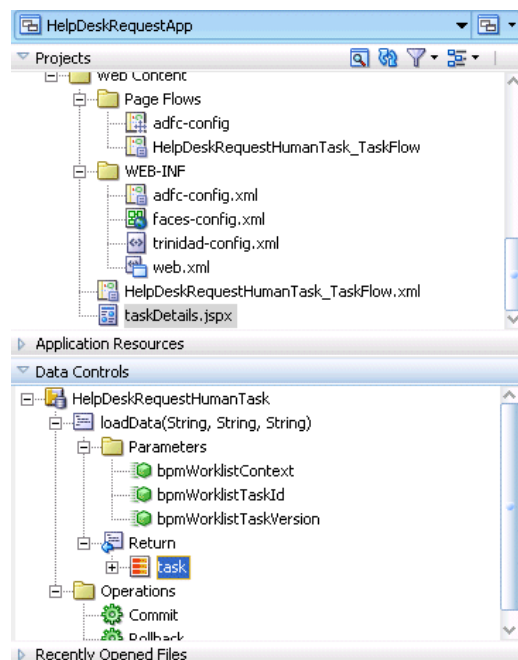 HelpDeskRequestApp
Projects
Web Content
Page Flows
adfc-config
HelpDeskRequestHumanTask_TaskFlow
WEB-INF
adfc-config.xml
faces-config.xml
trinidad-config.xml
web.xml
HelpDeskRequestHumanTask_TaskFlow.xml
taskDetails.jspx
Application Resources
Data Controls
HelpDeskRequestHumanTask
loadData(String, String, String)
Parameters
bpmWorklistContext
bpmWorklistTaskId
bpmWorklistTaskVersion
Return
task
Operations
Commit
Rollback
Recently Opened Files